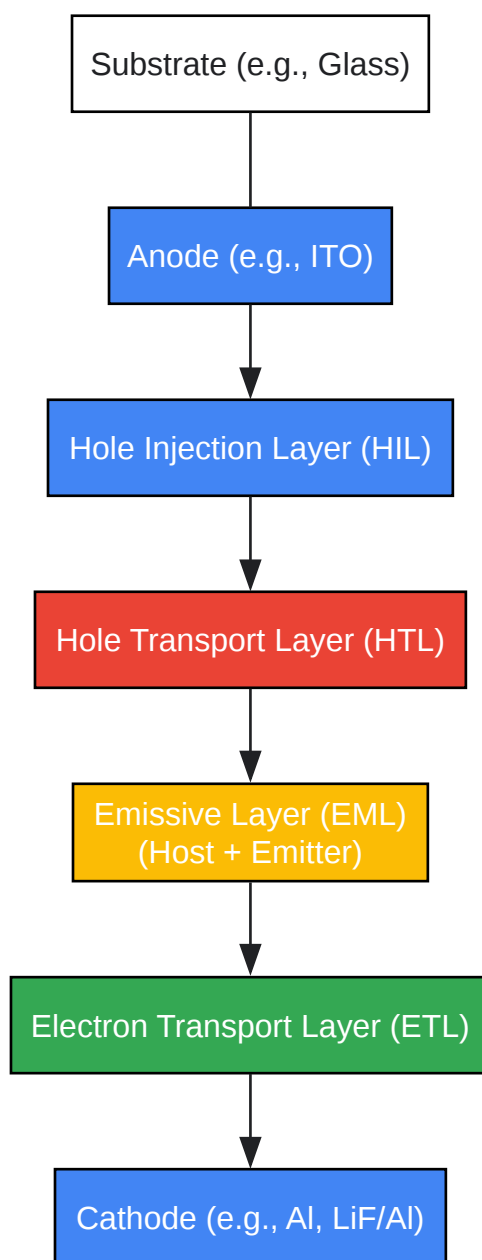 Substrate (e.g., Glass)
Anode (e.g., ITO)
Hole Injection Layer (HIL)
Hole Transport Layer (HTL)
Emissive Layer (EML)
(Host + Emitter)
Electron Transport Layer (ETL)
Cathode (e.g., Al, LiF/Al)